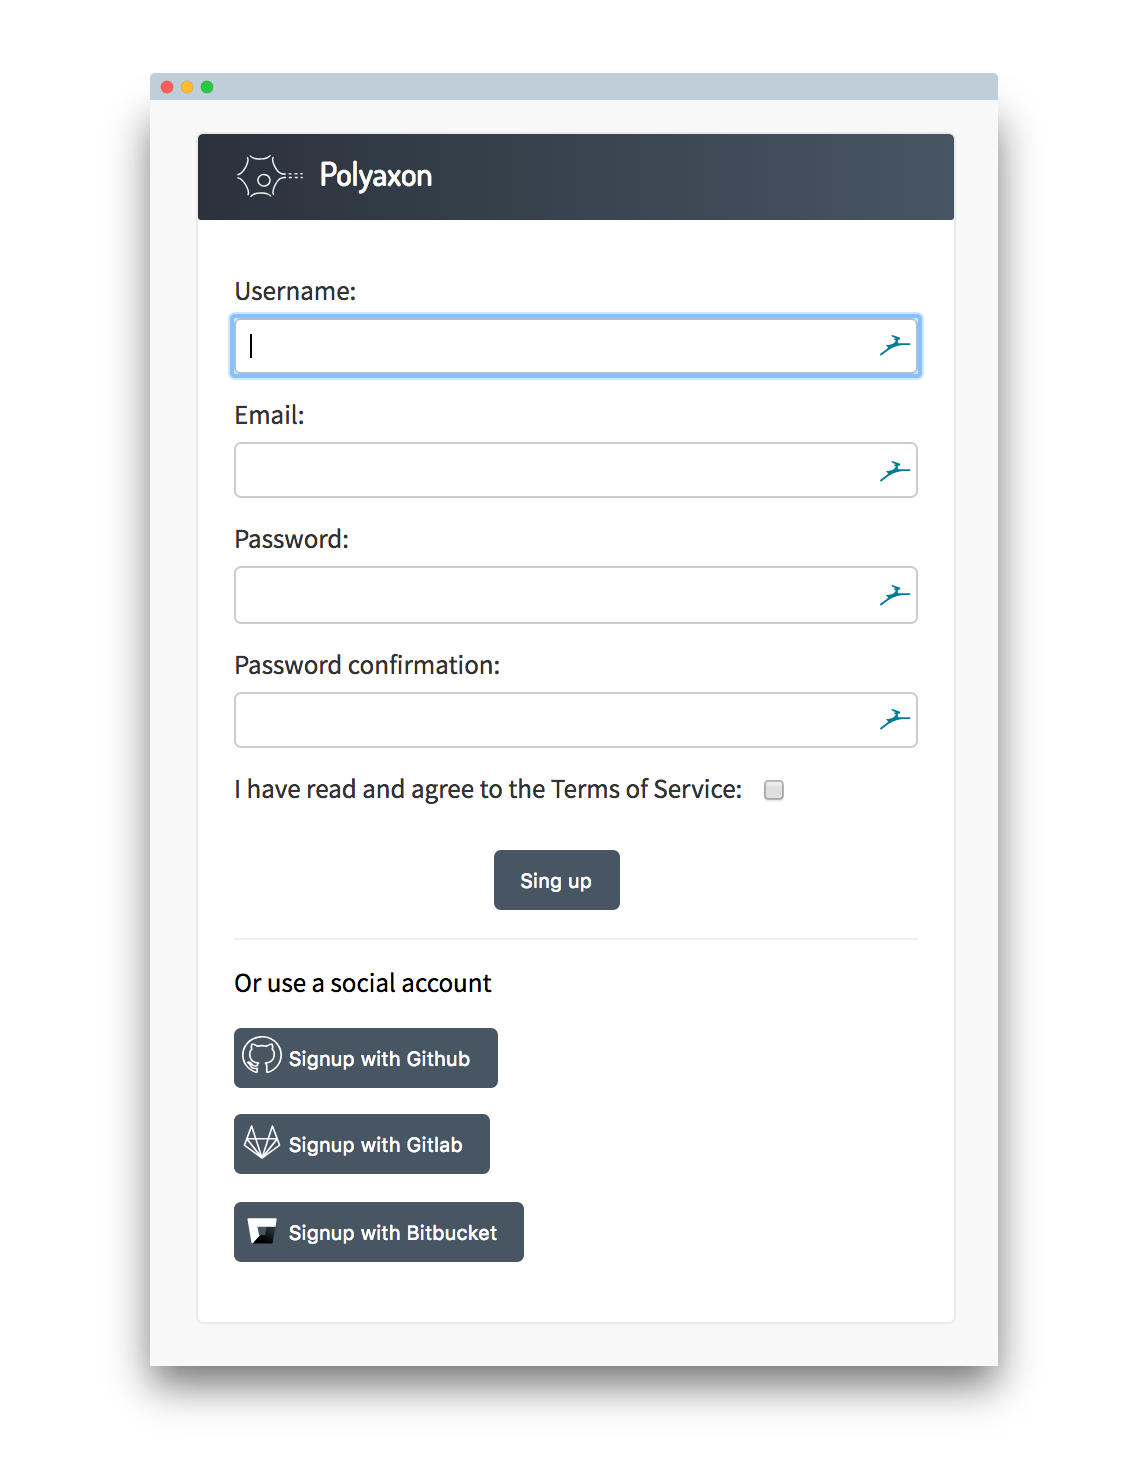 Polyaxon
Username:
Email:
Password:
Password confirmation:
I have read and agree to the Terms of Service:
Sing up
Or use a social account
Signup with Github
Signup with Gitlab
Signup with Bitbucket